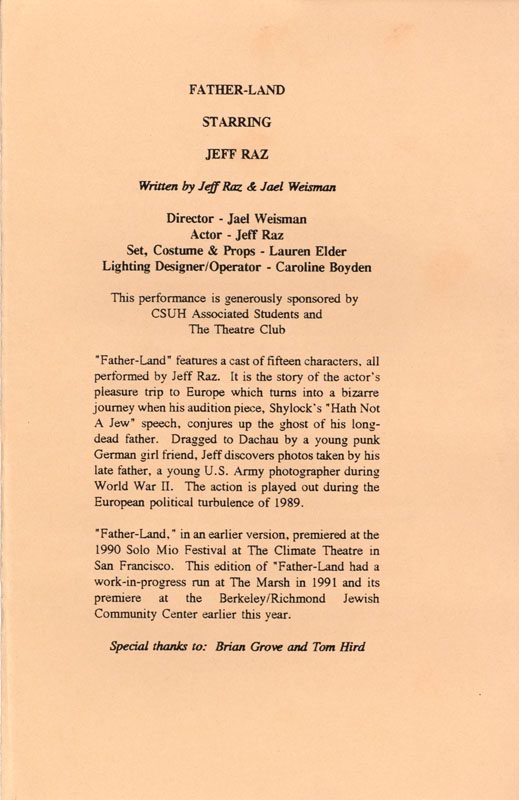 FATHER-LAND
STARRING
JEFF RAZ
Written by Jeff Raz & Jael Weisman
Director - Jael Weisman
Actor - Jeff Raz
Set, Costume & Props - Lauren Elder
Lighting Designer/Operator - Caroline Boyden
This performance is generously sponsored by
CSUH Associated Students and
The Theatre Club
"Father-Land" features a cast of fifteen characters, all
performed by Jeff Raz. It is the story of the actor's
pleasure trip to Europe which turns into a bizarre
journey when his audition piece, Shylock's "Hath Not
A Jew" speech, conjures up the ghost of his long-
dead father. Dragged to Dachau by a young punk
German girl friend, Jeff discovers photos taken by his
late father, a young U.S. Army photographer during
World War II. The action is played out during the
European political turbulence of 1989.
"Father-Land," in an earlier version, premiered at the
1990 Solo Mio Festival at The Climate Theatre in
San Francisco. This edition of "Father-Land had a
work-in-progress run at The Marsh in 1991 and its
premiere at the Berkeley/Richmond Jewish
Community Center earlier this year.
Special thanks to: Brian Grove and Tom Hird